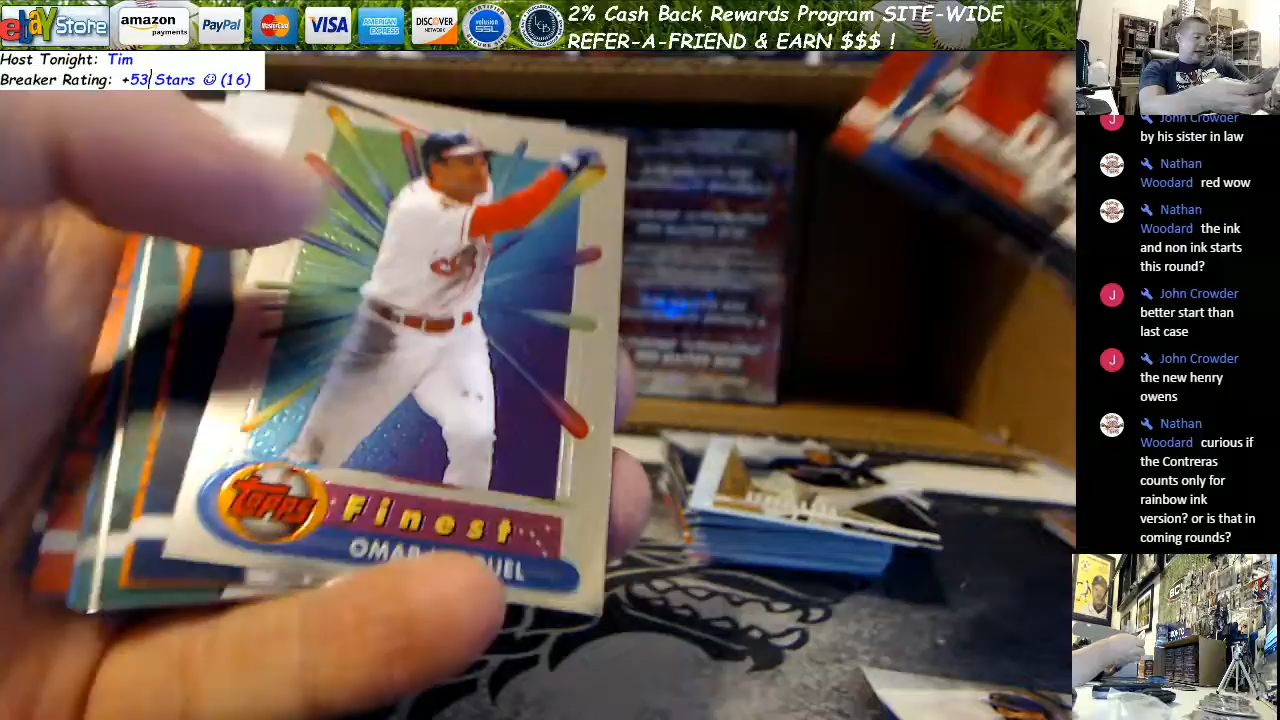 ebay Store
amazon payments
PayPal
MasterCard
VISA
AMERICAN EXPRESS
DISCOVER NETWORK
volusion SSL
2% Cash Back Rewards Program SITE-WIDE
REFER-A-FRIEND & EARN $$$ !
Host Tonight: Tim
Breaker Rating: +53 Stars ☺ (16)
TOPPS
Finest
J John Crowder
by his sister in law
Nathan
Woodard red wow
Nathan
Woodard the ink
and non ink starts
this round?
J John Crowder
better start than
last case
J John Crowder
the new henry
owens
Nathan
Woodard curious if
the Contreras
counts only for
rainbow ink
version? or is that in
coming rounds?